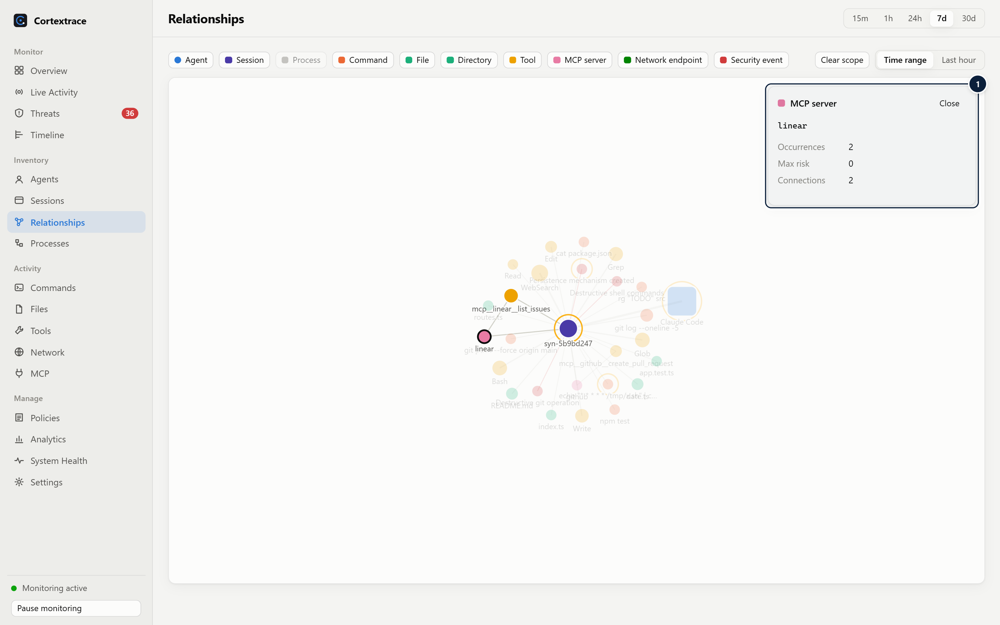 Cortextrace
Monitor
Overview
Live Activity
Threats 36
Timeline
Inventory
Agents
Sessions
Relationships
Processes
Activity
Commands
Files
Tools
Network
MCP
Manage
Policies
Analytics
System Health
Settings
Monitoring active
Pause monitoring
Relationships
15m 1h 24h 7d 30d
Agent Session Process Command File Directory Tool MCP server Network endpoint Security event Clear scope Time range Last hour
1
MCP server Close
linear
Occurrences 2
Max risk 0
Connections 2
cat package.json
Edit
Grep
Read
Persistence mechanism created
WebSearch
Destructive shell commands
rg "TODO" src
mcp__linear__list_issues
routes.ts
Claude Code
git log --oneline -5
syn-5b9bd247
linear
git --force origin main
Glob
mcp__github__create_pull_request
app.test.ts
Bash
github
date.ts
Destructive git operation
README.md
npm test
index.ts
Write